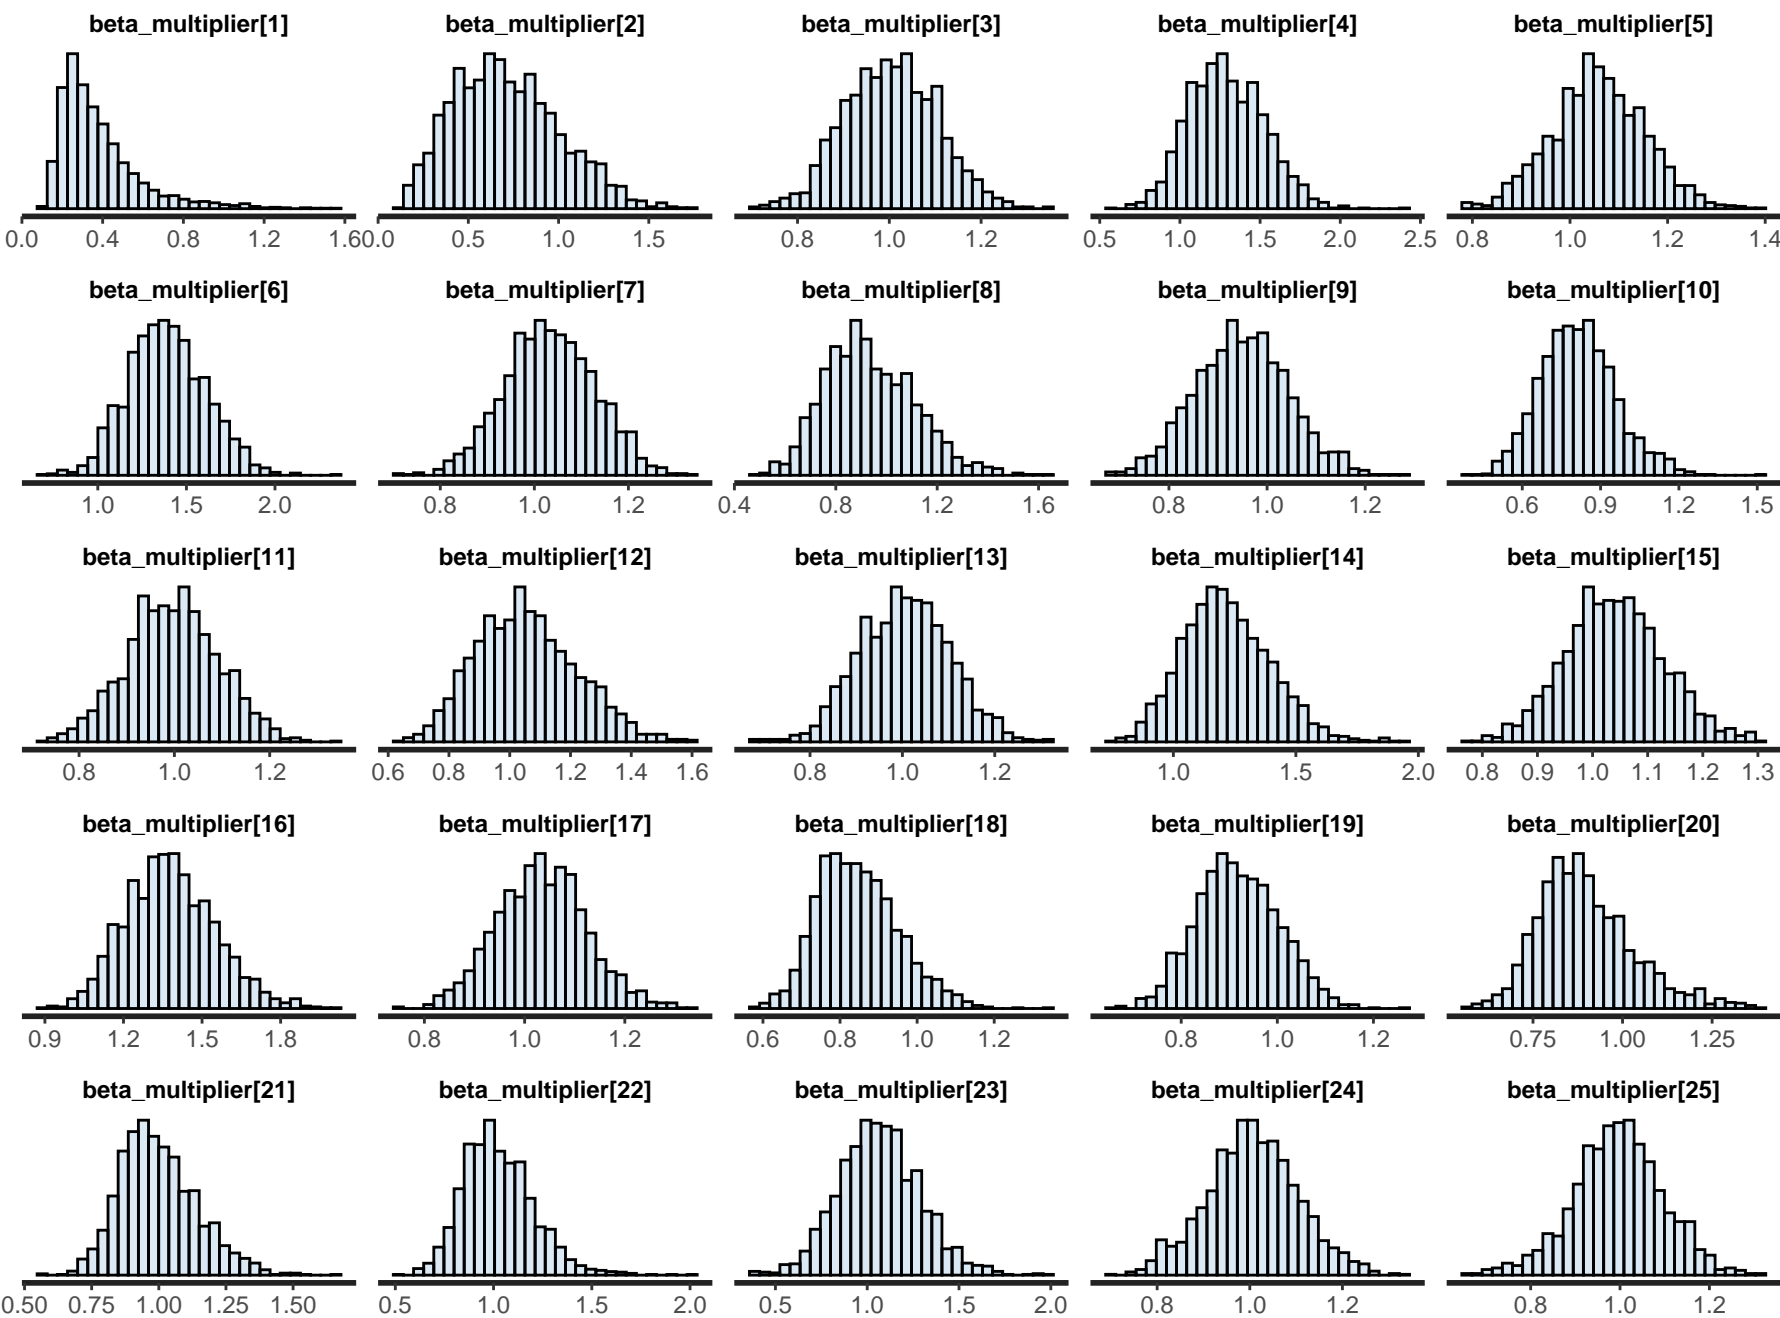 beta_multiplier[1] beta_multiplier[2] beta_multiplier[3] beta_multiplier[4] beta_multiplier[5]
0.0 0.4 0.8 1.2 1.6 0.0 0.5 1.0 1.5 0.8 1.0 1.2 0.5 1.0 1.5 2.0 2.5 0.8 1.0 1.2 1.4
beta_multiplier[6] beta_multiplier[7] beta_multiplier[8] beta_multiplier[9] beta_multiplier[10]
1.0 1.5 2.0 0.8 1.0 1.2 0.4 0.8 1.2 1.6 0.8 1.0 1.2 0.6 0.9 1.2 1.5
beta_multiplier[11] beta_multiplier[12] beta_multiplier[13] beta_multiplier[14] beta_multiplier[15]
0.8 1.0 1.2 0.6 0.8 1.0 1.2 1.4 1.6 0.8 1.0 1.2 1.0 1.5 2.0 0.8 0.9 1.0 1.1 1.2 1.3
beta_multiplier[16] beta_multiplier[17] beta_multiplier[18] beta_multiplier[19] beta_multiplier[20]
0.9 1.2 1.5 1.8 0.8 1.0 1.2 0.6 0.8 1.0 1.2 0.8 1.0 1.2 0.75 1.00 1.25
beta_multiplier[21] beta_multiplier[22] beta_multiplier[23] beta_multiplier[24] beta_multiplier[25]
0.50 0.75 1.00 1.25 1.50 0.5 1.0 1.5 2.0 0.5 1.0 1.5 2.0 0.8 1.0 1.2 0.8 1.0 1.2